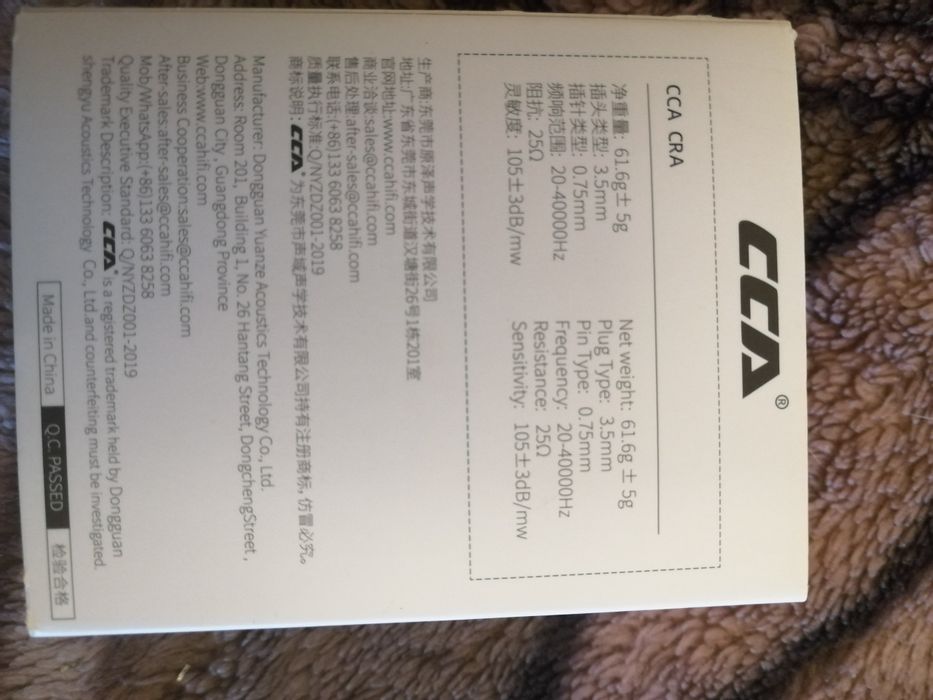 CCA®
CCA CRA
净重量: 61.6g± 5g
插头类型: 3.5mm
插针类型: 0.75mm
频响范围: 20-40000Hz
阻抗: 25Ω
灵敏度: 105±3dB/mw
Net weight: 61.6g ± 5g
Plug Type: 3.5mm
Pin Type: 0.75mm
Frequency: 20-40000Hz
Resistance: 25Ω
Sensitivity: 105±3dB/mw
生产商:东莞市原泽声学技术有限公司
地址:广东省东莞市东城街道汉塘街26号1栋201室
官网地址:www.ccahifi.com
商业洽谈:sales@ccahifi.com
售后处理:after-sales@ccahifi.com
联系电话:(+86)133 6063 8258
质量执行标准:Q/NYZDZ001-2019
商标说明: CCA® 为东莞市声域声学技术有限公司持有注册商标, 仿冒必究。
Manufacturer: Dongguan Yuanze Acoustics Technology Co., Ltd.
Address: Room 201, Building 1, No. 26 Hantang Street, DongchengStreet ,
Dongguan City , Guangdong Province
Web:www.ccahifi.com
Business Cooperation:sales@ccahifi.com
After-sales:after-sales@ccahifi.com
Mob/WhatsApp:(+86)133 6063 8258
Quality Executive Standard: Q/NYZDZ001-2019
Trademark Description: CCA® is a registered trademark held by Dongguan
shengyu Acoustics Technology Co., Ltd.and counterfeiting must be investigated.
Made in China Q.C. PASSED 检验合格